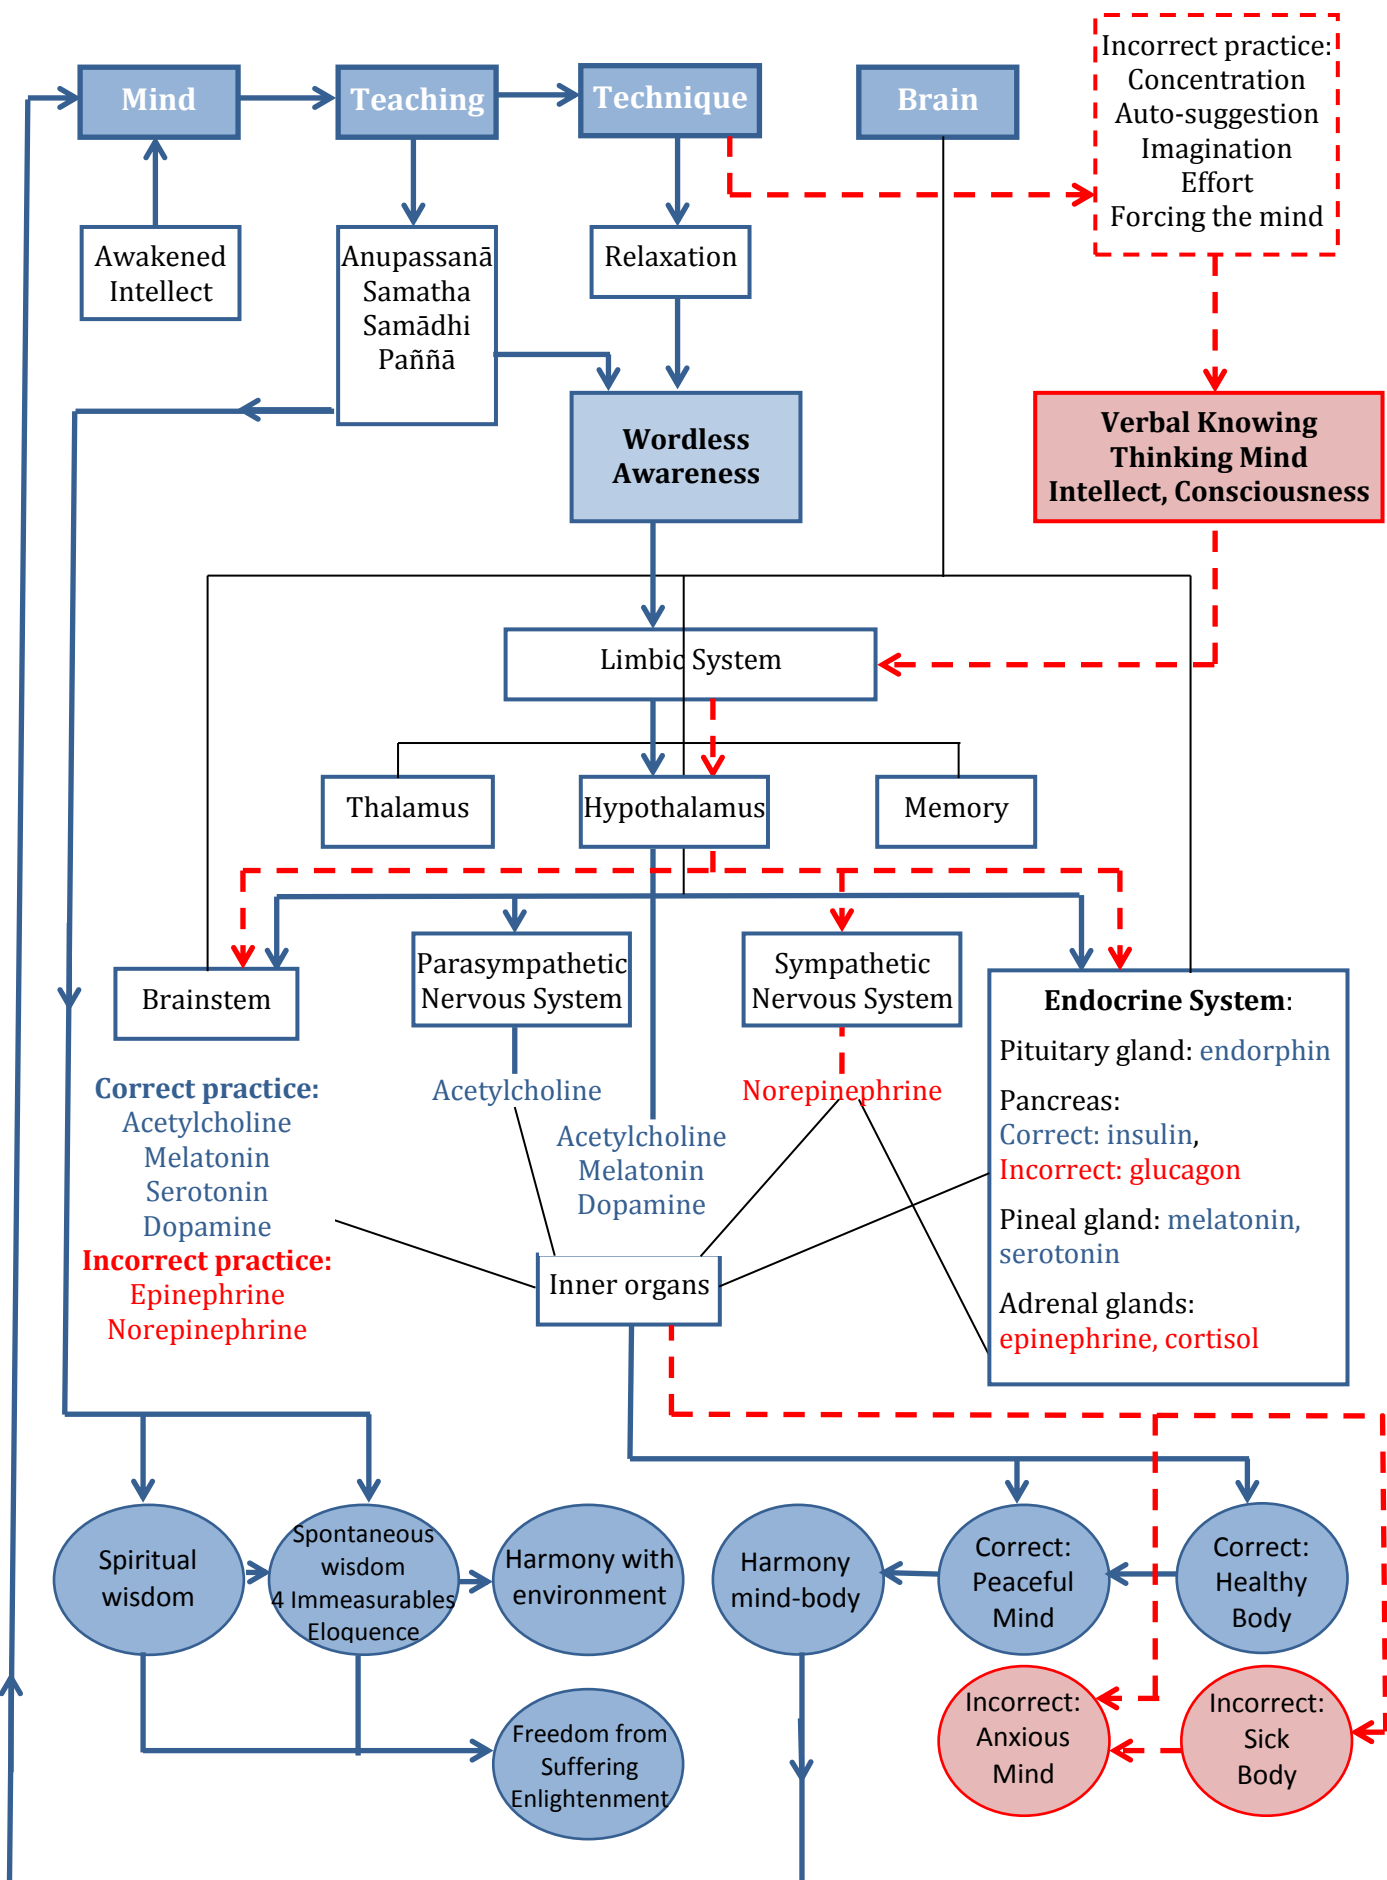 Incorrect practice:
Concentration
Auto-suggestion
Imagination
Effort
Forcing the mind
Mind
Teaching
Technique
Brain
Awakened
Intellect
Anupassanā
Samatha
Samādhi
Paññā
Relaxation
Wordless
Awareness
Verbal Knowing
Thinking Mind
Intellect, Consciousness
Limbic System
Thalamus
Hypothalamus
Memory
Brainstem
Parasympathetic
Nervous System
Sympathetic
Nervous System
Endocrine System:
Pituitary gland: endorphin
Pancreas:
Correct: insulin,
Incorrect: glucagon
Pineal gland: melatonin,
serotonin
Adrenal glands:
epinephrine, cortisol
Correct practice:
Acetylcholine
Melatonin
Serotonin
Dopamine
Incorrect practice:
Epinephrine
Norepinephrine
Acetylcholine
Acetylcholine
Melatonin
Dopamine
Norepinephrine
Inner organs
Spiritual
wisdom
Spontaneous
wisdom
4 Immeasurables
Eloquence
Harmony with
environment
Harmony
mind-body
Correct:
Peaceful
Mind
Correct:
Healthy
Body
Freedom from
Suffering
Enlightenment
Incorrect:
Anxious
Mind
Incorrect:
Sick
Body